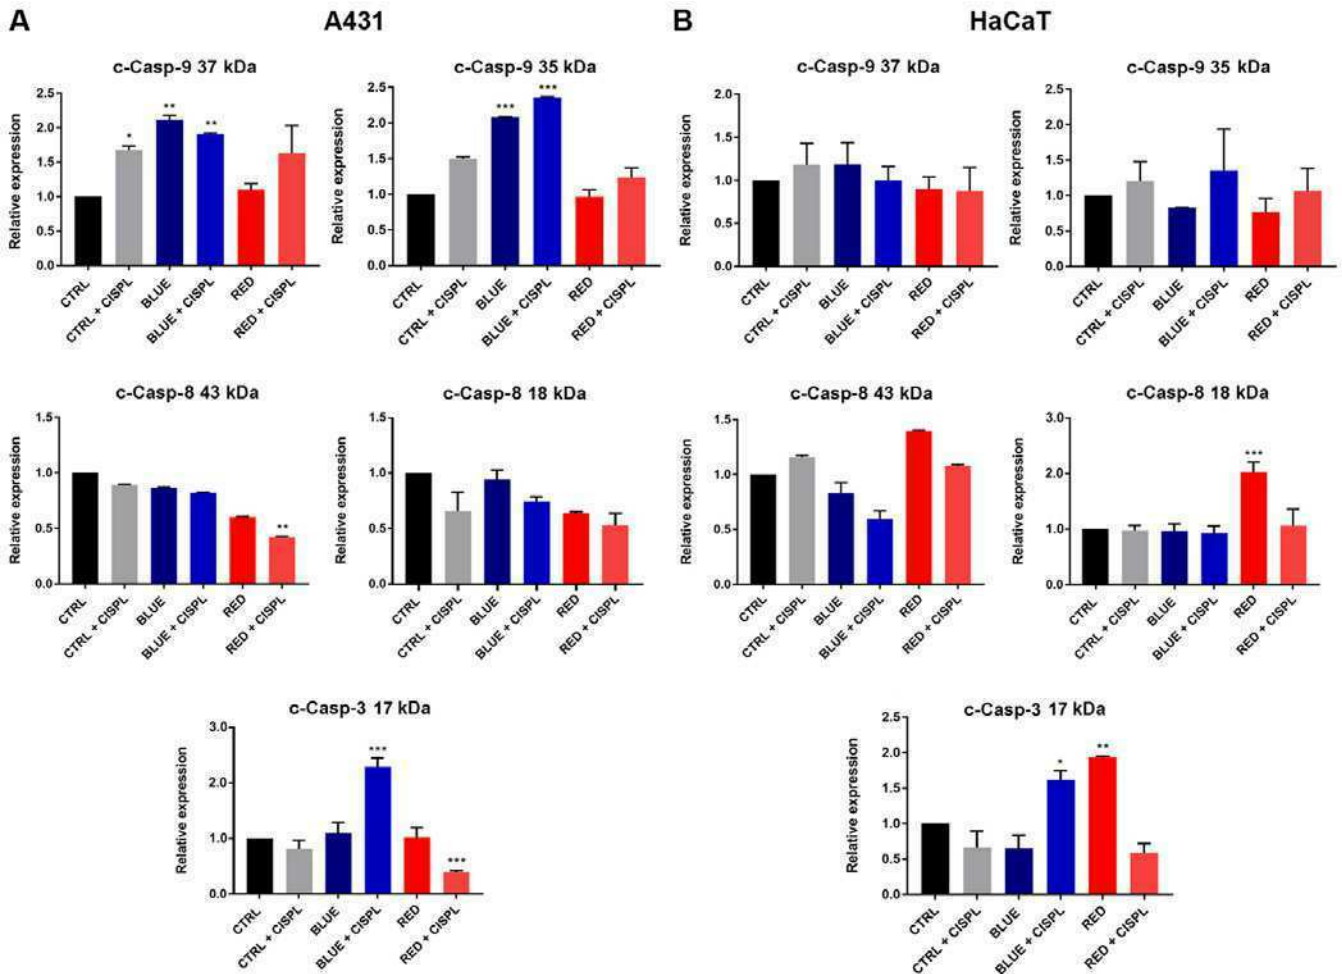 A A431 B HaCaT
c-Casp-9 37 kDa
Relative expression
2.5
2.0
1.5
1.0
0.5
0.0
*
**
**
CTRL
CTRL + CISPL
BLUE
BLUE + CISPL
RED
RED + CISPL
c-Casp-9 35 kDa
Relative expression
2.5
2.0
1.5
1.0
0.5
0.0
***
***
CTRL
CTRL + CISPL
BLUE
BLUE + CISPL
RED
RED + CISPL
c-Casp-9 37 kDa
Relative expression
2.0
1.5
1.0
0.5
0.0
CTRL
CTRL + CISPL
BLUE
BLUE + CISPL
RED
RED + CISPL
c-Casp-9 35 kDa
Relative expression
2.5
2.0
1.5
1.0
0.5
0.0
CTRL
CTRL + CISPL
BLUE
BLUE + CISPL
RED
RED + CISPL
c-Casp-8 43 kDa
Relative expression
1.5
1.0
0.5
0.0
**
CTRL
CTRL + CISPL
BLUE
BLUE + CISPL
RED
RED + CISPL
c-Casp-8 18 kDa
Relative expression
1.5
1.0
0.5
0.0
CTRL
CTRL + CISPL
BLUE
BLUE + CISPL
RED
RED + CISPL
c-Casp-8 43 kDa
Relative expression
1.5
1.0
0.5
0.0
CTRL
CTRL + CISPL
BLUE
BLUE + CISPL
RED
RED + CISPL
c-Casp-8 18 kDa
Relative expression
3.0
2.0
1.0
0.0
***
CTRL
CTRL + CISPL
BLUE
BLUE + CISPL
RED
RED + CISPL
c-Casp-3 17 kDa
Relative expression
3.0
2.0
1.0
0.0
***
***
CTRL
CTRL + CISPL
BLUE
BLUE + CISPL
RED
RED + CISPL
c-Casp-3 17 kDa
Relative expression
2.5
2.0
1.5
1.0
0.5
0.0
*
**
CTRL
CTRL + CISPL
BLUE
BLUE + CISPL
RED
RED + CISPL